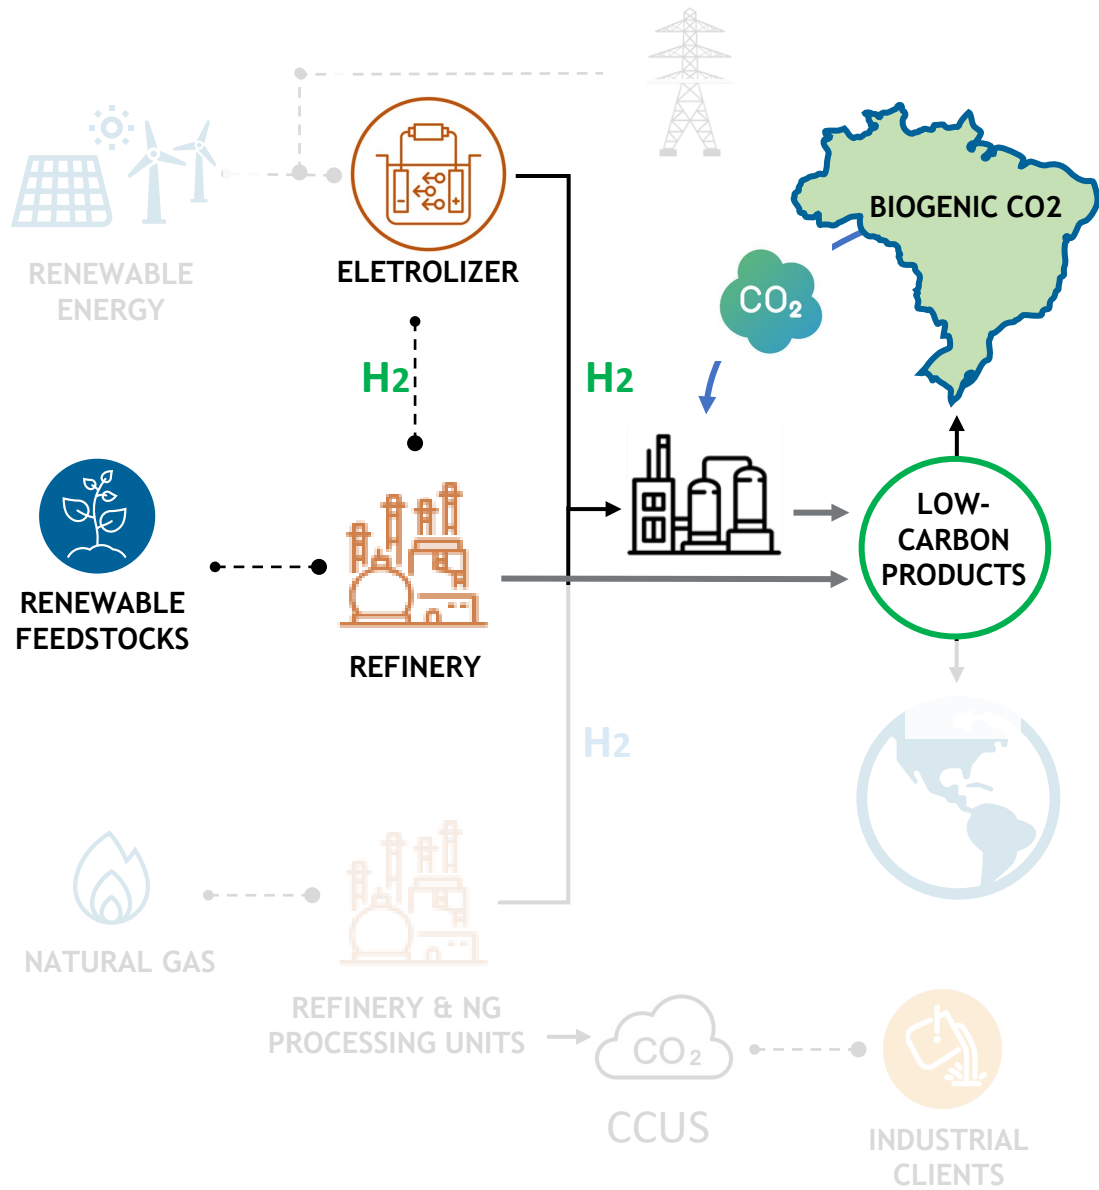 BIOGENIC CO2
RENEWABLE
ENERGY
ELETROLIZER
CO2
H2
H2
LOW-
CARBON
PRODUCTS
RENEWABLE
FEEDSTOCKS
REFINERY
H2
NATURAL GAS
REFINERY & NG
PROCESSING UNITS
CO2
CCUS
INDUSTRIAL
CLIENTS